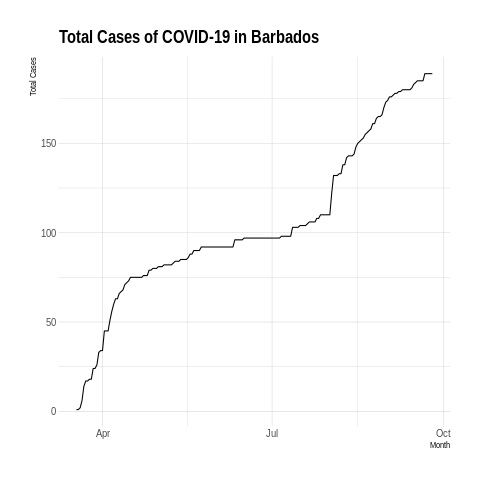 Total Cases of COVID-19 in Barbados
Total Cases
150
100
50
0
Apr
Jul
Oct
Month